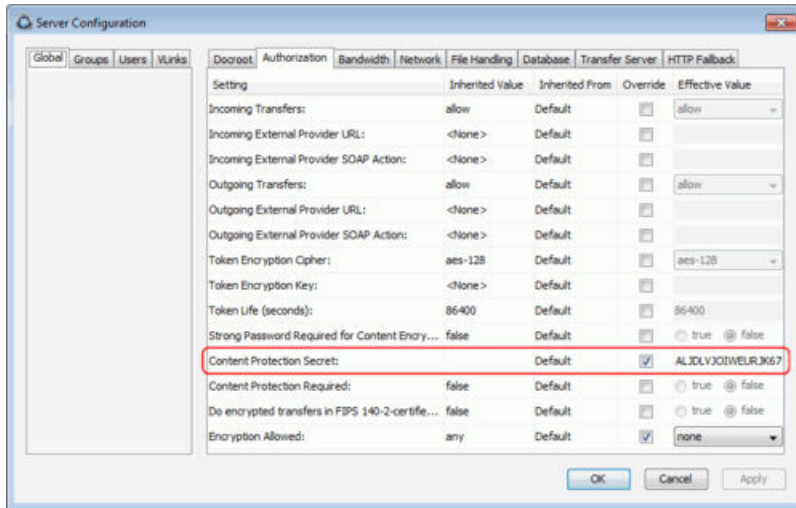 Server Configuration
Global Groups Users VLinks
Docroot Authorization Bandwidth Network File Handling Database Transfer Server HTTP Fallback
Setting Inherited Value Inherited From Override Effective Value
Incoming Transfers: allow Default allow
Incoming External Provider URL: <None> Default
Incoming External Provider SOAP Action: <None> Default
Outgoing Transfers: allow Default allow
Outgoing External Provider URL: <None> Default
Outgoing External Provider SOAP Action: <None> Default
Token Encryption Cipher: aes-128 Default aes-128
Token Encryption Key: <None> Default
Token Life (seconds): 86400 Default 86400
Strong Password Required for Content Encry... false Default true false
Content Protection Secret: Default ALJDLVJOIWEURJK67
Content Protection Required: false Default true false
Do encrypted transfers in FIPS 140-2-certifie... false Default true false
Encryption Allowed: any Default none
OK Cancel Apply